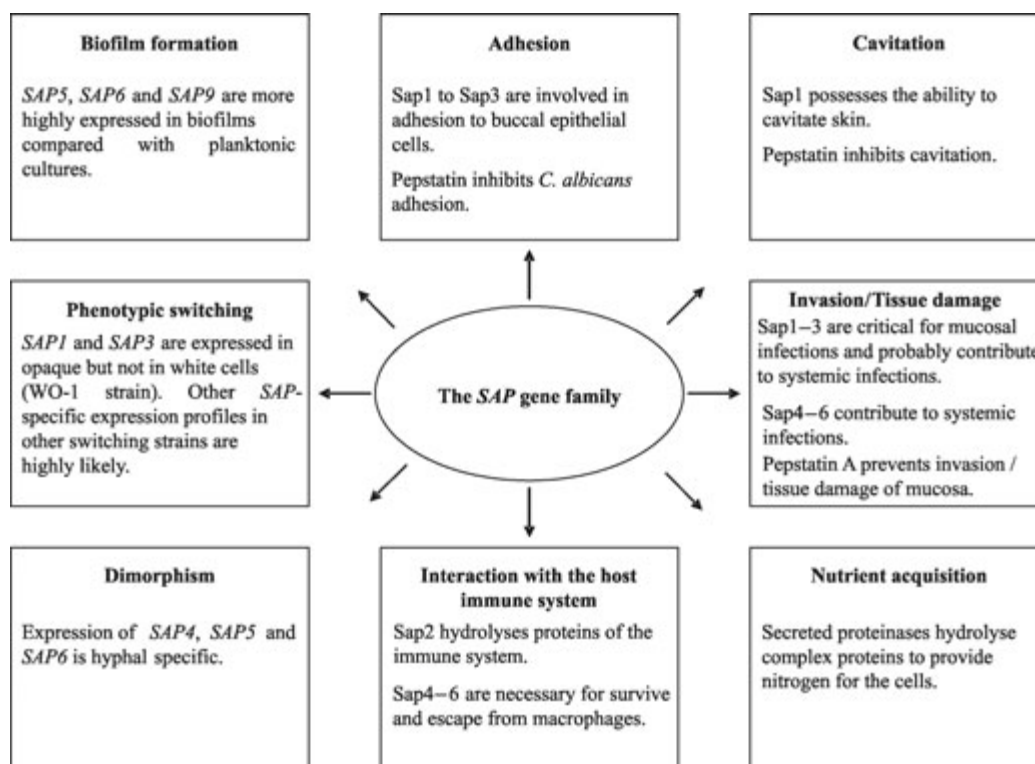 Biofilm formation
SAP5, SAP6 and SAP9 are more
highly expressed in biofilms
compared with planktonic
cultures.
Adhesion
Sap1 to Sap3 are involved in
adhesion to buccal epithelial
cells.
Pepstatin inhibits C. albicans
adhesion.
Cavitation
Sap1 possesses the ability to
cavitate skin.
Pepstatin inhibits cavitation.
Phenotypic switching
SAP1 and SAP3 are expressed in
opaque but not in white cells
(WO-1 strain). Other SAP-
specific expression profiles in
other switching strains are
highly likely.
The SAP gene family
Invasion/Tissue damage
Sap1–3 are critical for mucosal
infections and probably contribute
to systemic infections.
Sap4–6 contribute to systemic
infections.
Pepstatin A prevents invasion /
tissue damage of mucosa.
Dimorphism
Expression of SAP4, SAP5 and
SAP6 is hyphal specific.
Interaction with the host
immune system
Sap2 hydrolyses proteins of the
immune system.
Sap4–6 are necessary for survive
and escape from macrophages.
Nutrient acquisition
Secreted proteinases hydrolyse
complex proteins to provide
nitrogen for the cells.